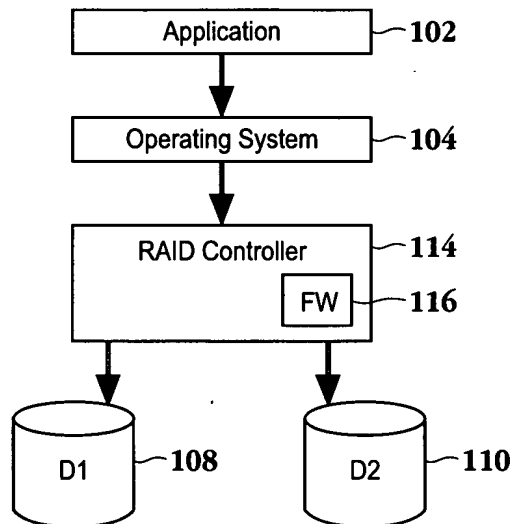 Application 102
Operating System 104
RAID Controller 114
FW 116
D1 108 D2 110